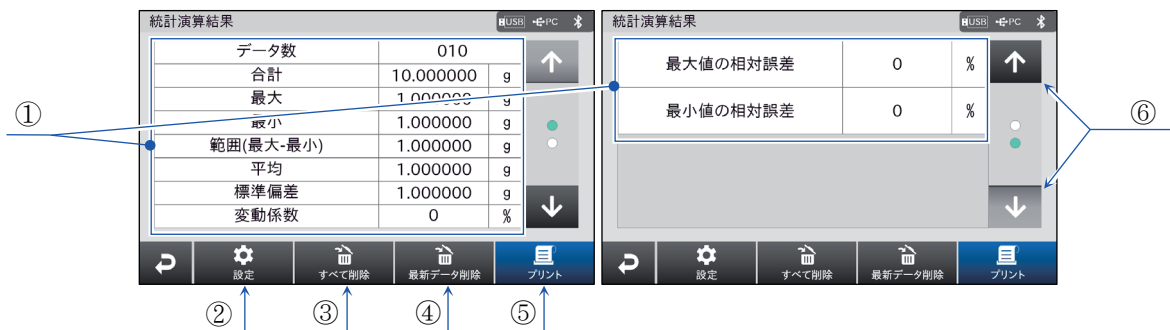 統計演算結果 USB PC
データ数 010
合計 10.000000 g
最大 1.000000 g
最小 1.000000 g
範囲(最大-最小) 1.000000 g
平均 1.000000 g
標準偏差 1.000000 g
変動係数 0 %
設定 すべて削除 最新データ削除 プリント
統計演算結果 USB PC
最大値の相対誤差 0 %
最小値の相対誤差 0 %
設定 すべて削除 最新データ削除 プリント
①
⑥
② ③ ④ ⑤